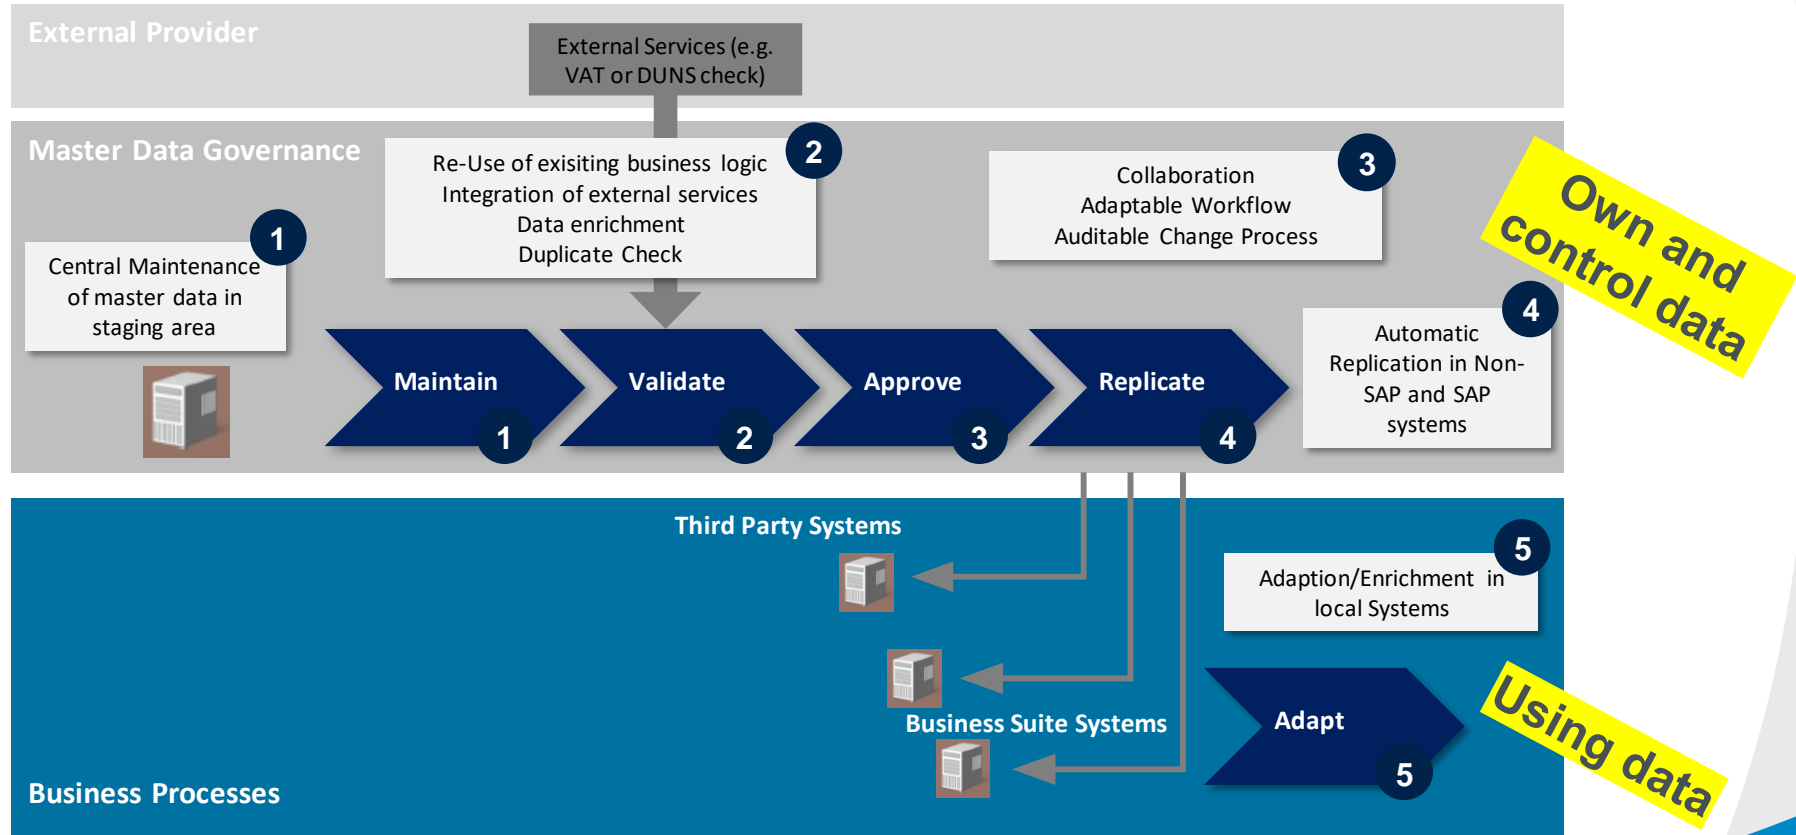 External Provider
External Services (e.g.
VAT or DUNS check)
Master Data Governance
2
Re-Use of exisiting business logic
Integration of external services
Data enrichment
Duplicate Check
3
Collaboration
Adaptable Workflow
Auditable Change Process
1
Central Maintenance
of master data in
staging area
Own and
control data
4
Automatic
Replication in Non-
SAP and SAP
systems
Maintain
1
Validate
2
Approve
3
Replicate
4
Third Party Systems
5
Adaption/Enrichment in
local Systems
Business Suite Systems
Adapt
5
Using data
Business Processes